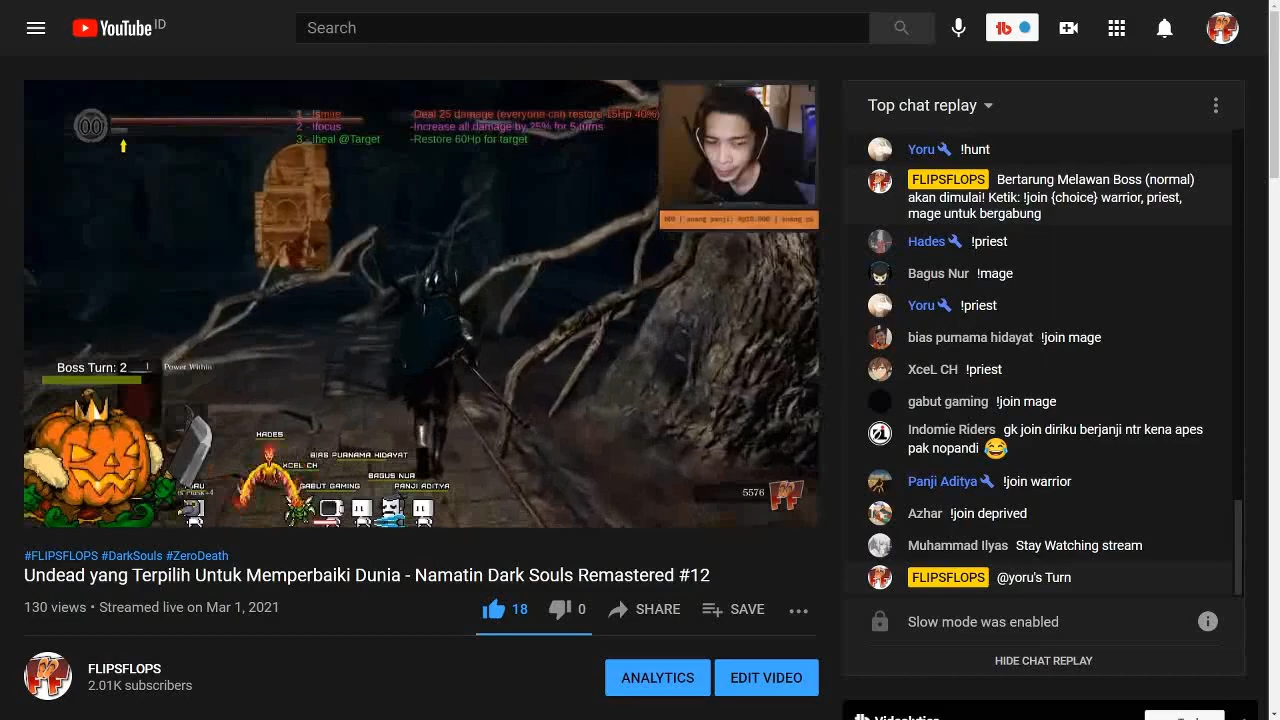 YouTube ID
Search
00
1 - !smite -Deal 25 damage (everyone can restore 15Hp 40%)
2 - !focus -Increase all damage by 25% for 5 turns
3 - !heal @Target -Restore 60Hp for target
Boss Turn: 2
Power Within
HADES
XCEL CH
BIAS PURNAMA HIDAYAT
GABUT GAMING
BAGUS NUR
PANJI ADITYA
5576
#FLIPSFLOPS #DarkSouls #ZeroDeath
Undead yang Terpilih Untuk Memperbaiki Dunia - Namatin Dark Souls Remastered #12
130 views • Streamed live on Mar 1, 2021
18
0
SHARE
SAVE
FLIPSFLOPS
2.01K subscribers
ANALYTICS
EDIT VIDEO
Top chat replay
Yoru !hunt
FLIPSFLOPS Bertarung Melawan Boss (normal)
akan dimulai! Ketik: !join {choice} warrior, priest,
mage untuk bergabung
Hades !priest
Bagus Nur !mage
Yoru !priest
bias purnama hidayat !join mage
XceL CH !priest
gabut gaming !join mage
Indomie Riders gk join diriku berjanji ntr kena apes
pak nopandi 😂
Panji Aditya !join warrior
Azhar !join deprived
Muhammad Ilyas Stay Watching stream
FLIPSFLOPS @yoru's Turn
Slow mode was enabled
HIDE CHAT REPLAY